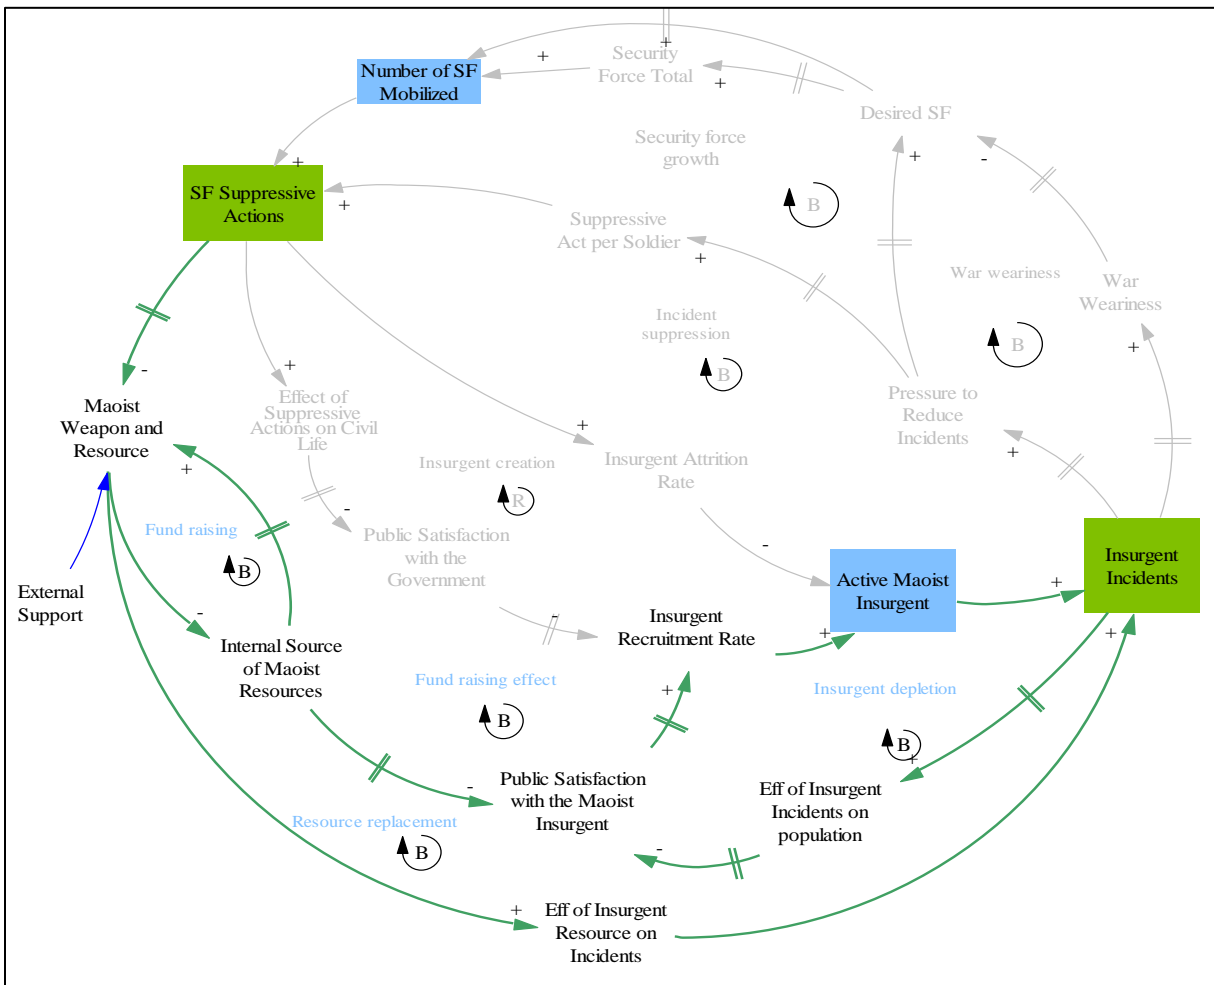 Security
Force Total
Number of SF
Mobilized
Desired SF
Security force
growth
SF Suppressive
Actions
B
Suppressive
Act per Soldier
War weariness
War
Weariness
Incident
suppression
B
B
Maoist
Weapon and
Resource
Effect of
Suppressive
Actions on Civil
Life
Pressure to
Reduce
Incidents
Insurgent Attrition
Rate
Insurgent creation
R
Fund raising
B
Public Satisfaction
with the
Government
External
Support
Active Maoist
Insurgent
Insurgent
Incidents
Insurgent
Recruitment Rate
Internal Source
of Maoist
Resources
Fund raising effect
B
Insurgent depletion
B
Public Satisfaction
with the Maoist
Insurgent
Eff of Insurgent
Incidents on
population
Resource replacement
B
Eff of Insurgent
Resource on
Incidents
+
+
+
+
+
+
-
+
+
-
+
+
+
+
-
-
-
-
+
+
+
+
-
+
+
-
+